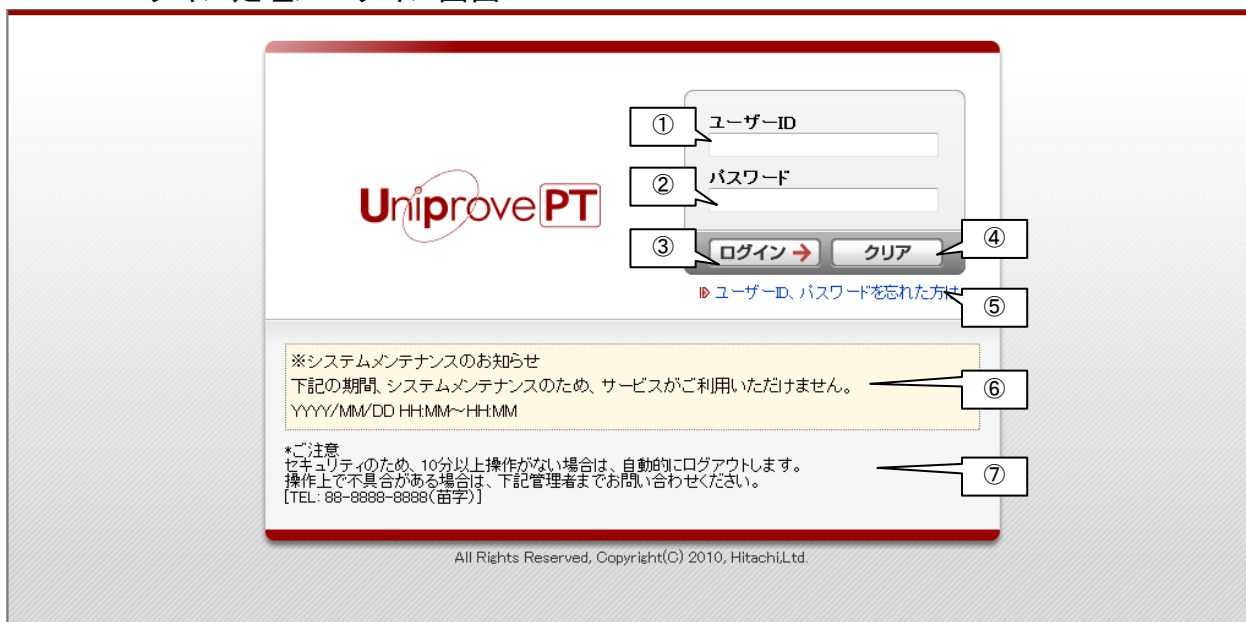 ①
ユーザーID
②
パスワード
UniprovePT
③
ログイン
クリア
④
ユーザーID、パスワードを忘れた方は
⑤
※システムメンテナンスのお知らせ
下記の期間、システムメンテナンスのため、サービスがご利用いただけません。
YYYY/MM/DD HH:MM～HH:MM
⑥
*ご注意
セキュリティのため、10分以上操作がない場合は、自動的にログアウトします。
操作上で不具合がある場合は、下記管理者までお問い合わせください。
[TEL: 88-8888-8888(苗字)]
⑦
All Rights Reserved, Copyright(C) 2010, Hitachi,Ltd.